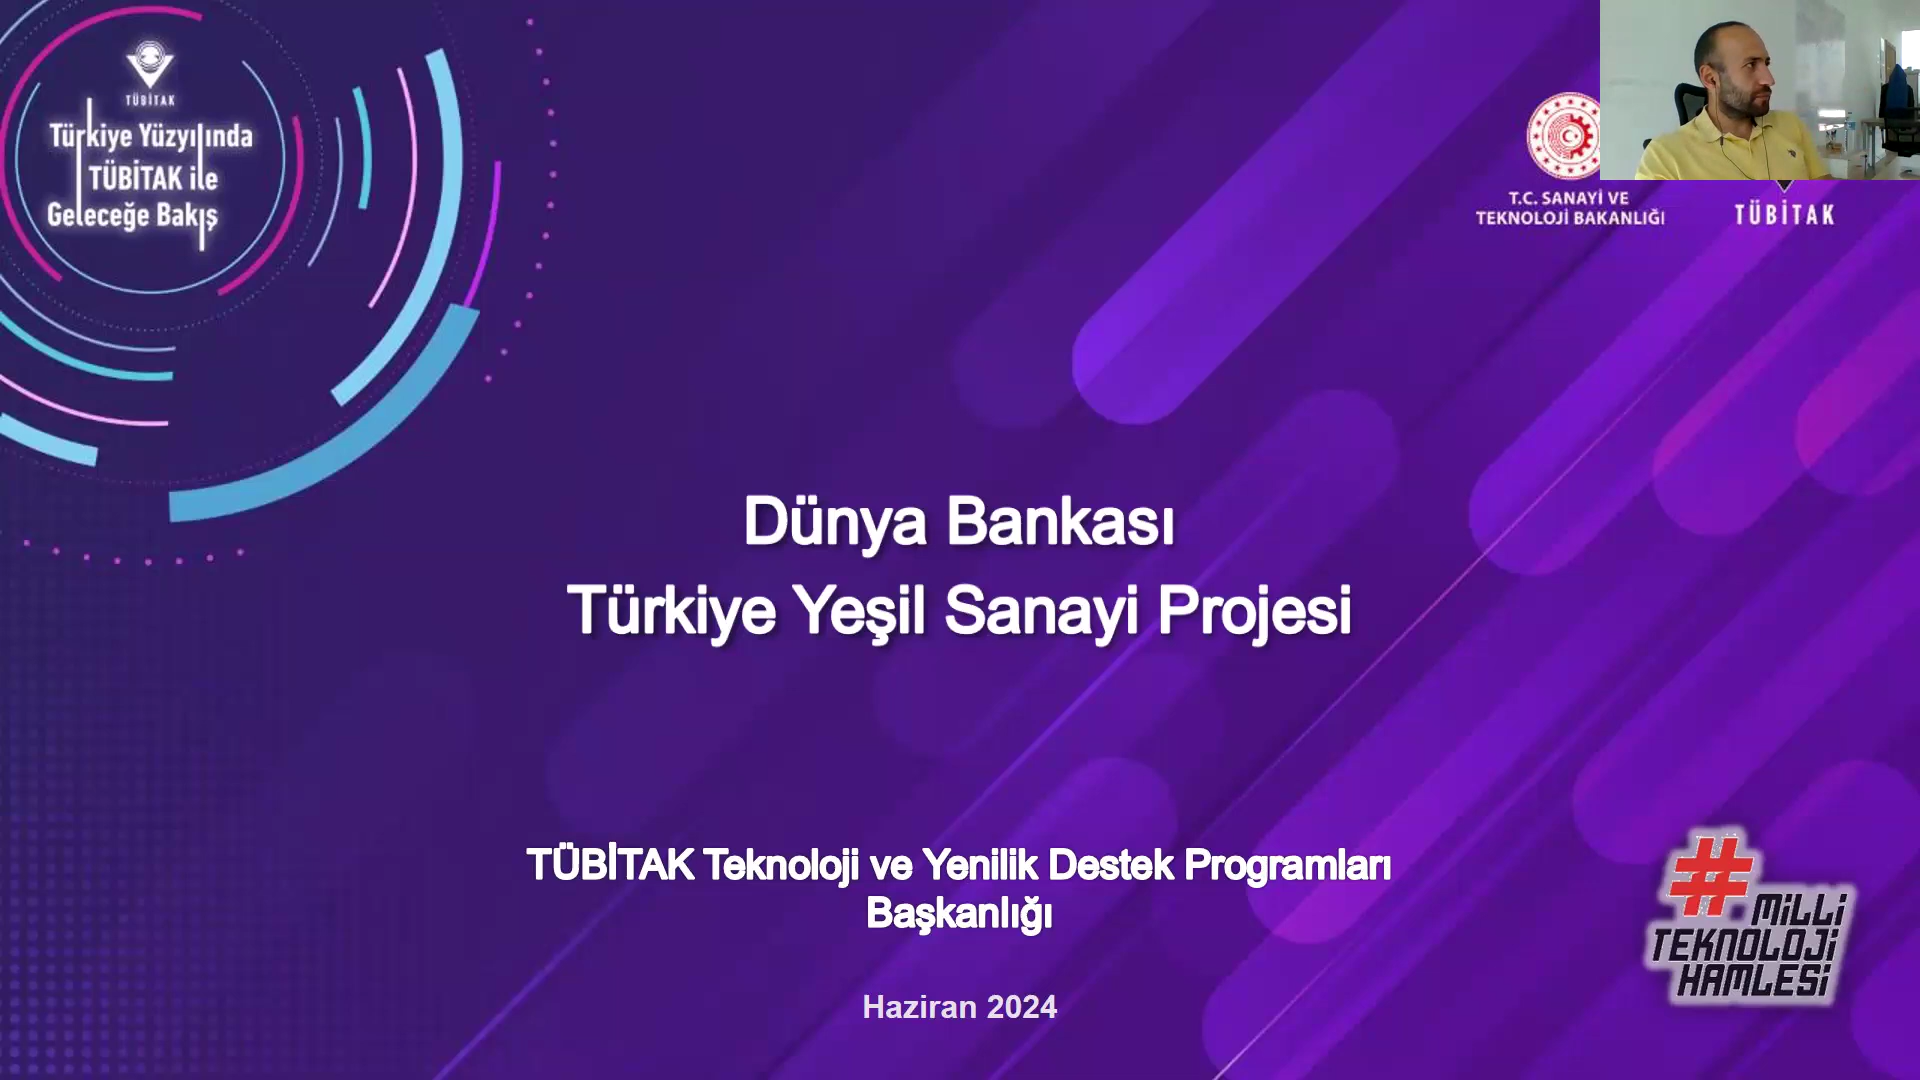 TÜBİTAK
Türkiye Yüzyılında
TÜBİTAK ile
Geleceğe Bakış
T.C. SANAYİ VE
TEKNOLOJİ BAKANLIĞI
TÜBİTAK
Dünya Bankası
Türkiye Yeşil Sanayi Projesi
TÜBİTAK Teknoloji ve Yenilik Destek Programları
Başkanlığı
Haziran 2024
#MİLLİ
TEKNOLOJİ
HAMLESİ